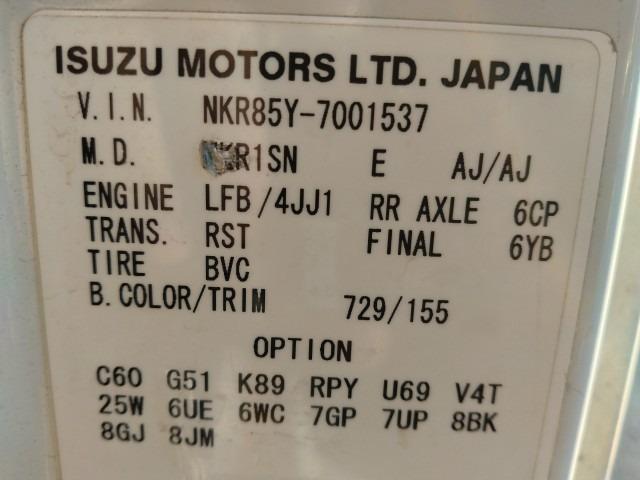 ISUZU MOTORS LTD. JAPAN
V.I.N. NKR85Y-7001537
M.D. KR1SN E AJ/AJ
ENGINE LFB/4JJ1 RR AXLE 6CP
TRANS. RST FINAL 6YB
TIRE BVC
B.COLOR/TRIM 729/155
OPTION
C60 G51 K89 RPY U69 V4T
25W 6UE 6WC 7GP 7UP 8BK
8GJ 8JM